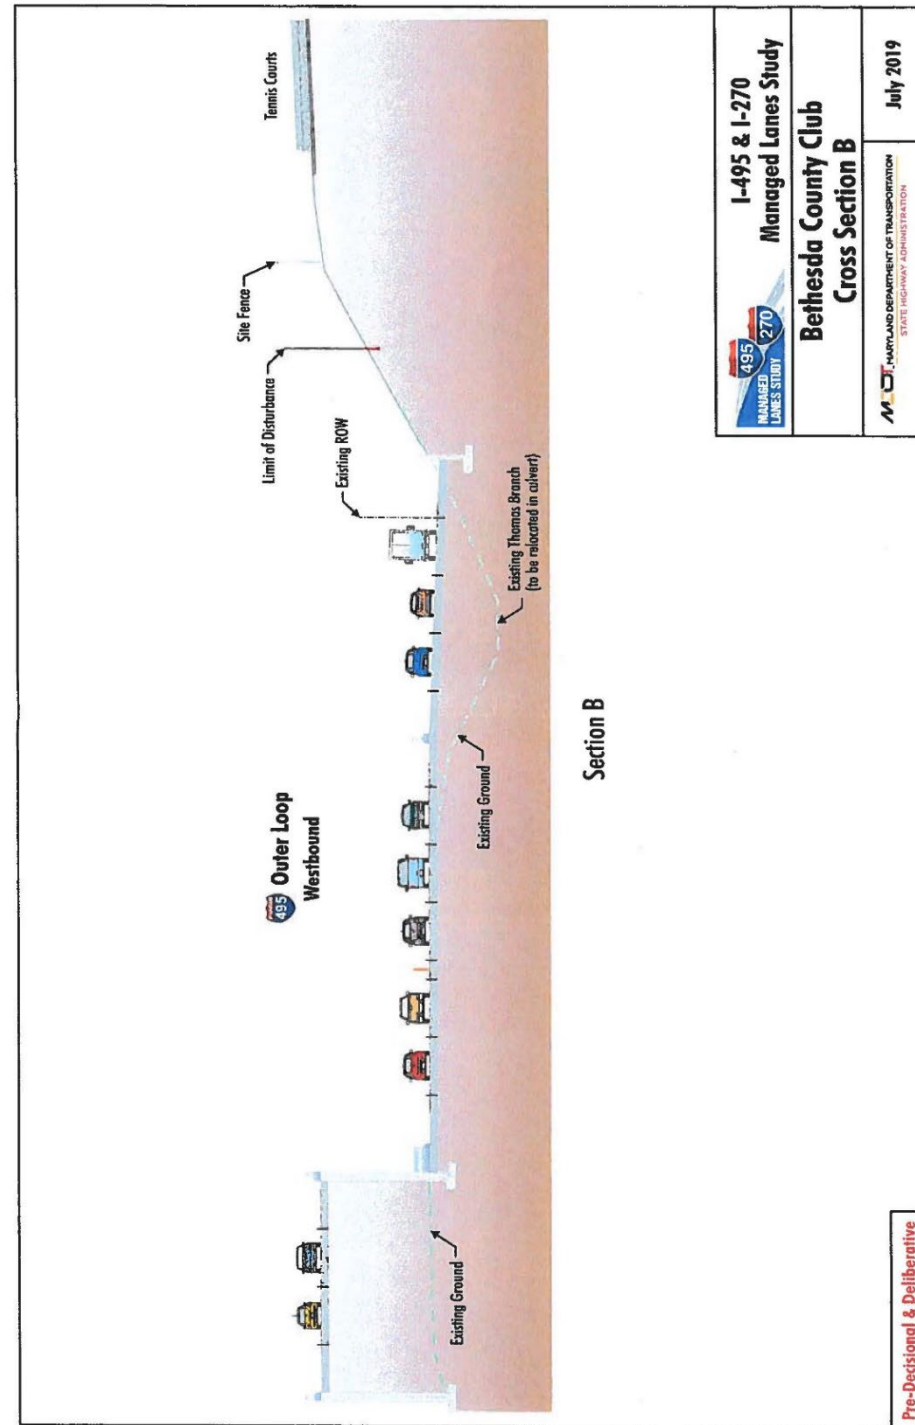 Tennis Courts
Site Fence
Limit of Disturbance
Existing ROW
Existing Thomas Branch
(to be relocated in culvert)
Existing Ground
495 Outer Loop
Westbound
Existing Ground
Section B
495
270
MANAGED
LANES STUDY
I-495 & I-270
Managed Lanes Study
Bethesda County Club
Cross Section B
MDOT MARYLAND DEPARTMENT OF TRANSPORTATION
STATE HIGHWAY ADMINISTRATION
July 2019
Pre-Decisional & Deliberative